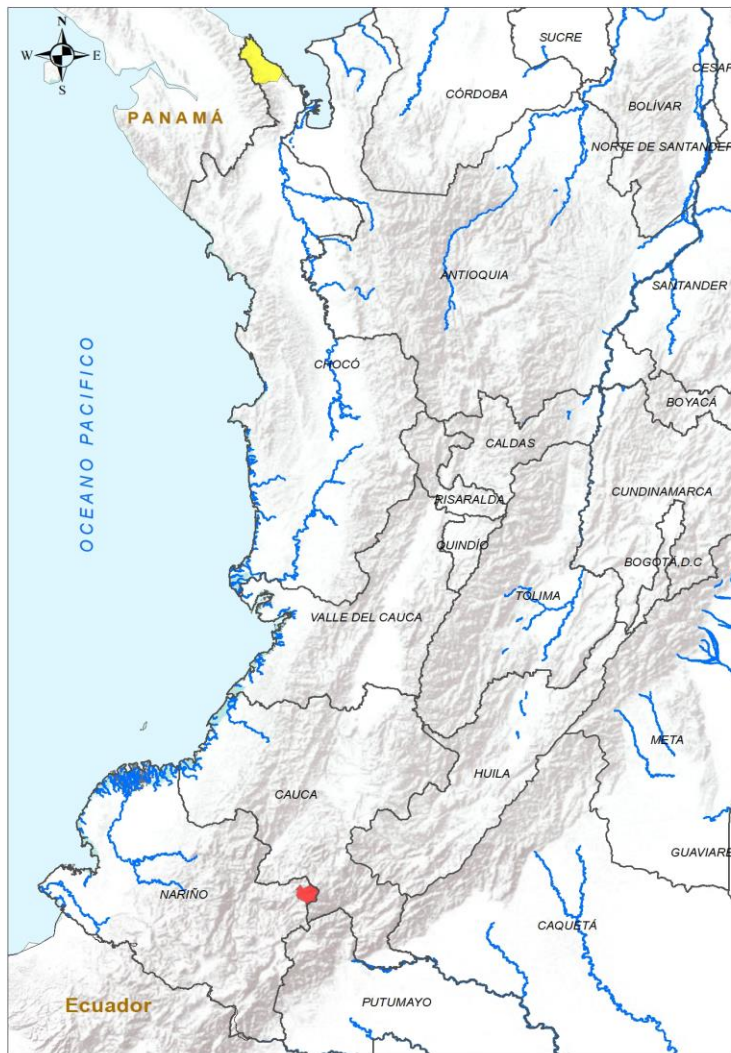 N
W E
S
PANAMÁ
SUCRE
CESAR
CÓRDOBA
BOLÍVAR
NORTE DE SANTANDER
ANTIOQUIA
SANTANDER
OCEANO PACIFICO
CHOCÓ
BOYACÁ
CALDAS
RISARALDA
CUNDINAMARCA
QUINDÍO
BOGOTÁ,D.C
TOLIMA
VALLE DEL CAUCA
META
HUILA
CAUCA
GUAVIARE
NARIÑO
CAQUETÁ
Ecuador
PUTUMAYO